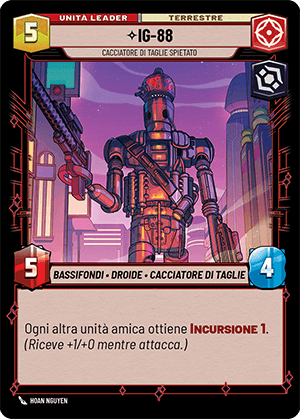 UNITÀ LEADER
TERRESTRE
5
IG-88
CACCIATORE DI TAGLIE SPIETATO
5
BASSIFONDI • DROIDE • CACCIATORE DI TAGLIE
4
Ogni altra unità amica ottiene INCURSIONE 1.
(Riceve +1/+0 mentre attacca.)
HOAN NGUYEN